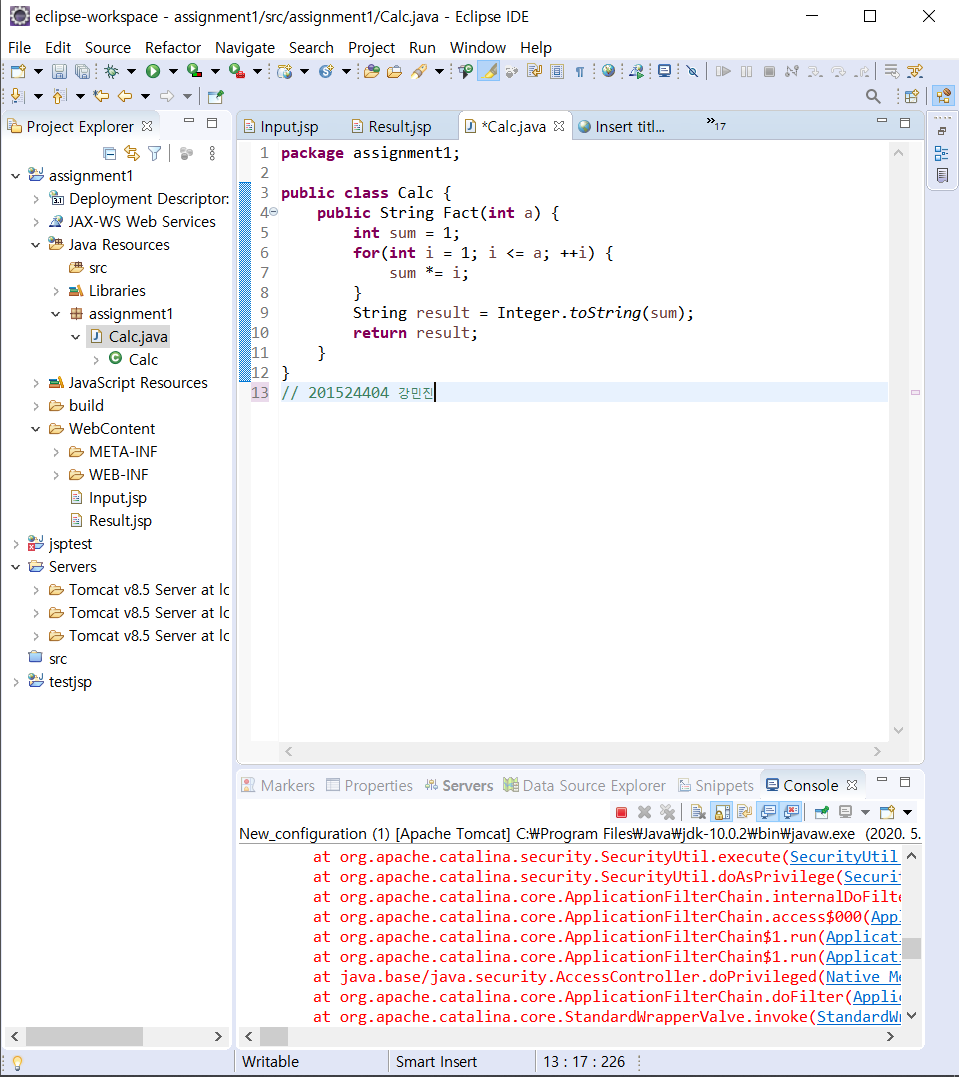 eclipse-workspace - assignment1/src/assignment1/Calc.java - Eclipse IDE
File Edit Source Refactor Navigate Search Project Run Window Help
Project Explorer
assignment1
Deployment Descriptor:
JAX-WS Web Services
Java Resources
src
Libraries
assignment1
Calc.java
Calc
JavaScript Resources
build
WebContent
META-INF
WEB-INF
Input.jsp
Result.jsp
jsptest
Servers
Tomcat v8.5 Server at lo
Tomcat v8.5 Server at lo
Tomcat v8.5 Server at lo
src
testjsp
Input.jsp Result.jsp *Calc.java Insert titl... »17
1 package assignment1;
2
3 public class Calc {
4 public String Fact(int a) {
5 int sum = 1;
6 for(int i = 1; i <= a; ++i) {
7 sum *= i;
8 }
9 String result = Integer.toString(sum);
10 return result;
11 }
12 }
13 // 201524404 강민진
Markers Properties Servers Data Source Explorer Snippets Console
New_configuration (1) [Apache Tomcat] C:₩Program Files₩Java₩jdk-10.0.2₩bin₩javaw.exe (2020. 5.
at org.apache.catalina.security.SecurityUtil.execute(SecurityUtil
at org.apache.catalina.security.SecurityUtil.doAsPrivilege(Securit
at org.apache.catalina.core.ApplicationFilterChain.internalDoFilte
at org.apache.catalina.core.ApplicationFilterChain.access$000(Appl
at org.apache.catalina.core.ApplicationFilterChain$1.run(Applicati
at org.apache.catalina.core.ApplicationFilterChain$1.run(Applicati
at java.base/java.security.AccessController.doPrivileged(Native Me
at org.apache.catalina.core.ApplicationFilterChain.doFilter(Applic
at org.apache.catalina.core.StandardWrapperValve.invoke(StandardWr
Writable Smart Insert 13 : 17 : 226